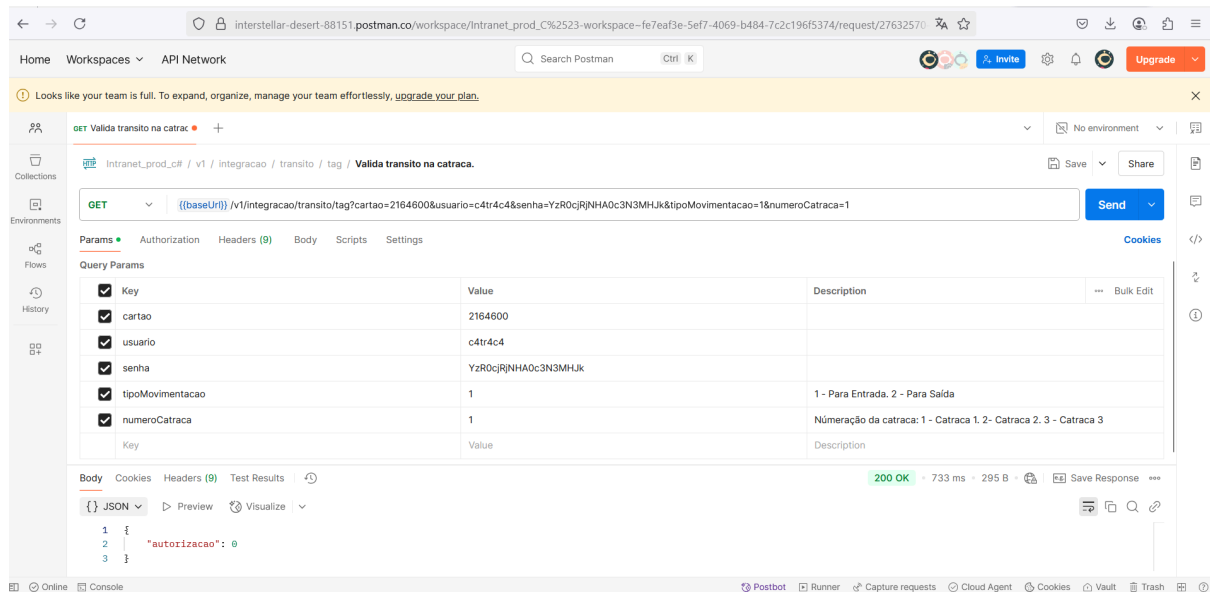 interstellar-desert-88151.postman.co/workspace/Intranet_prod_C%2523-workspace~fe7eaf3e-5ef7-4069-b484-7c2c196f5374/request/27632570
Home Workspaces API Network Search Postman Ctrl K Invite Upgrade
Looks like your team is full. To expand, organize, manage your team effortlessly, upgrade your plan.
GET Valida transito na catrac No environment
HTTP Intranet_prod_c# / v1 / integracao / transito / tag / Valida transito na catraca. Save Share
Collections
GET {{baseUrl}} /v1/integracao/transito/tag?cartao=2164600&usuario=c4tr4c4&senha=YzR0cjRjNHA0c3N3MHJk&tipoMovimentacao=1&numeroCatraca=1 Send
Environments
Params Authorization Headers (9) Body Scripts Settings Cookies
Flows
Query Params
Key Value Description Bulk Edit
History
cartao 2164600
usuario c4tr4c4
senha YzR0cjRjNHA0c3N3MHJk
tipoMovimentacao 1 1 - Para Entrada. 2 - Para Saída
numeroCatraca 1 Númeração da catraca: 1 - Catraca 1. 2- Catraca 2. 3 - Catraca 3
Key Value Description
Body Cookies Headers (9) Test Results 200 OK 733 ms 295 B Save Response
{} JSON Preview Visualize
1 {
2 "autorizacao": 0
3 }
Online Console Postbot Runner Capture requests Cloud Agent Cookies Vault Trash